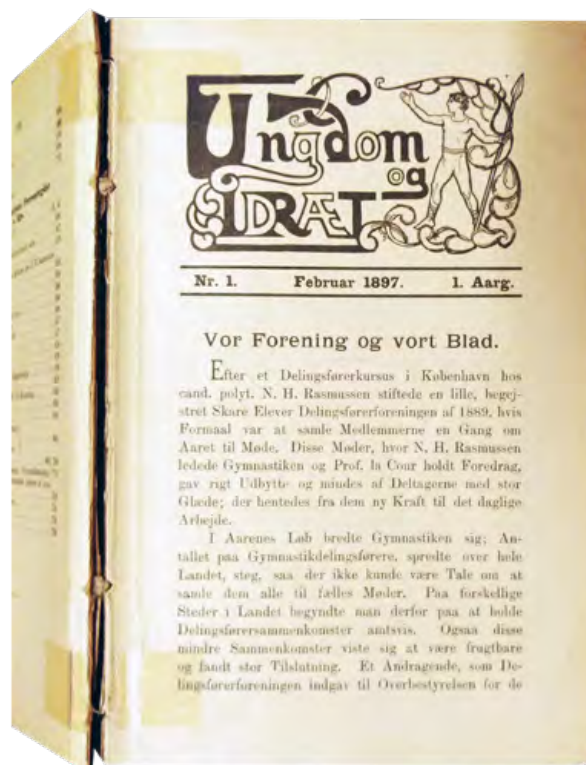 Ungdom
og
IDRÆT
Nr. 1. Februar 1897. 1. Aarg.
Vor Forening og vort Blad.
Efter et Delingsførerkursus i København hos
cand. polyt. N. H. Rasmussen stiftede en lille, begej-
stret Skare Elever Delingsførerforeningen af 1889, hvis
Formaal var at samle Medlemmerne en Gang om
Aaret til Møde. Disse Møder, hvor N. H. Rasmussen
ledede Gymnastiken og Prof. la Cour holdt Foredrag,
gav rigt Udbytte og mindes af Deltagerne med stor
Glæde; der hentedes fra dem ny Kraft til det daglige
Arbejde.
I Aarenes Løb bredte Gymnastiken sig; An-
tallet paa Gymnastikdelingsførere, spredte over hele
Landet, steg, saa der ikke kunde være Tale om at
samle dem alle til fælles Møder. Paa forskellige
Steder i Landet begyndte man derfor paa at holde
Delingsførersammenkomster amtsvis. Ogsaa disse
mindre Sammenkomster viste sig at være frugtbare
og fandt stor Tilslutning. Et Andragende, som De-
lingsførerforeningen indgav til Overbestyrelsen for de